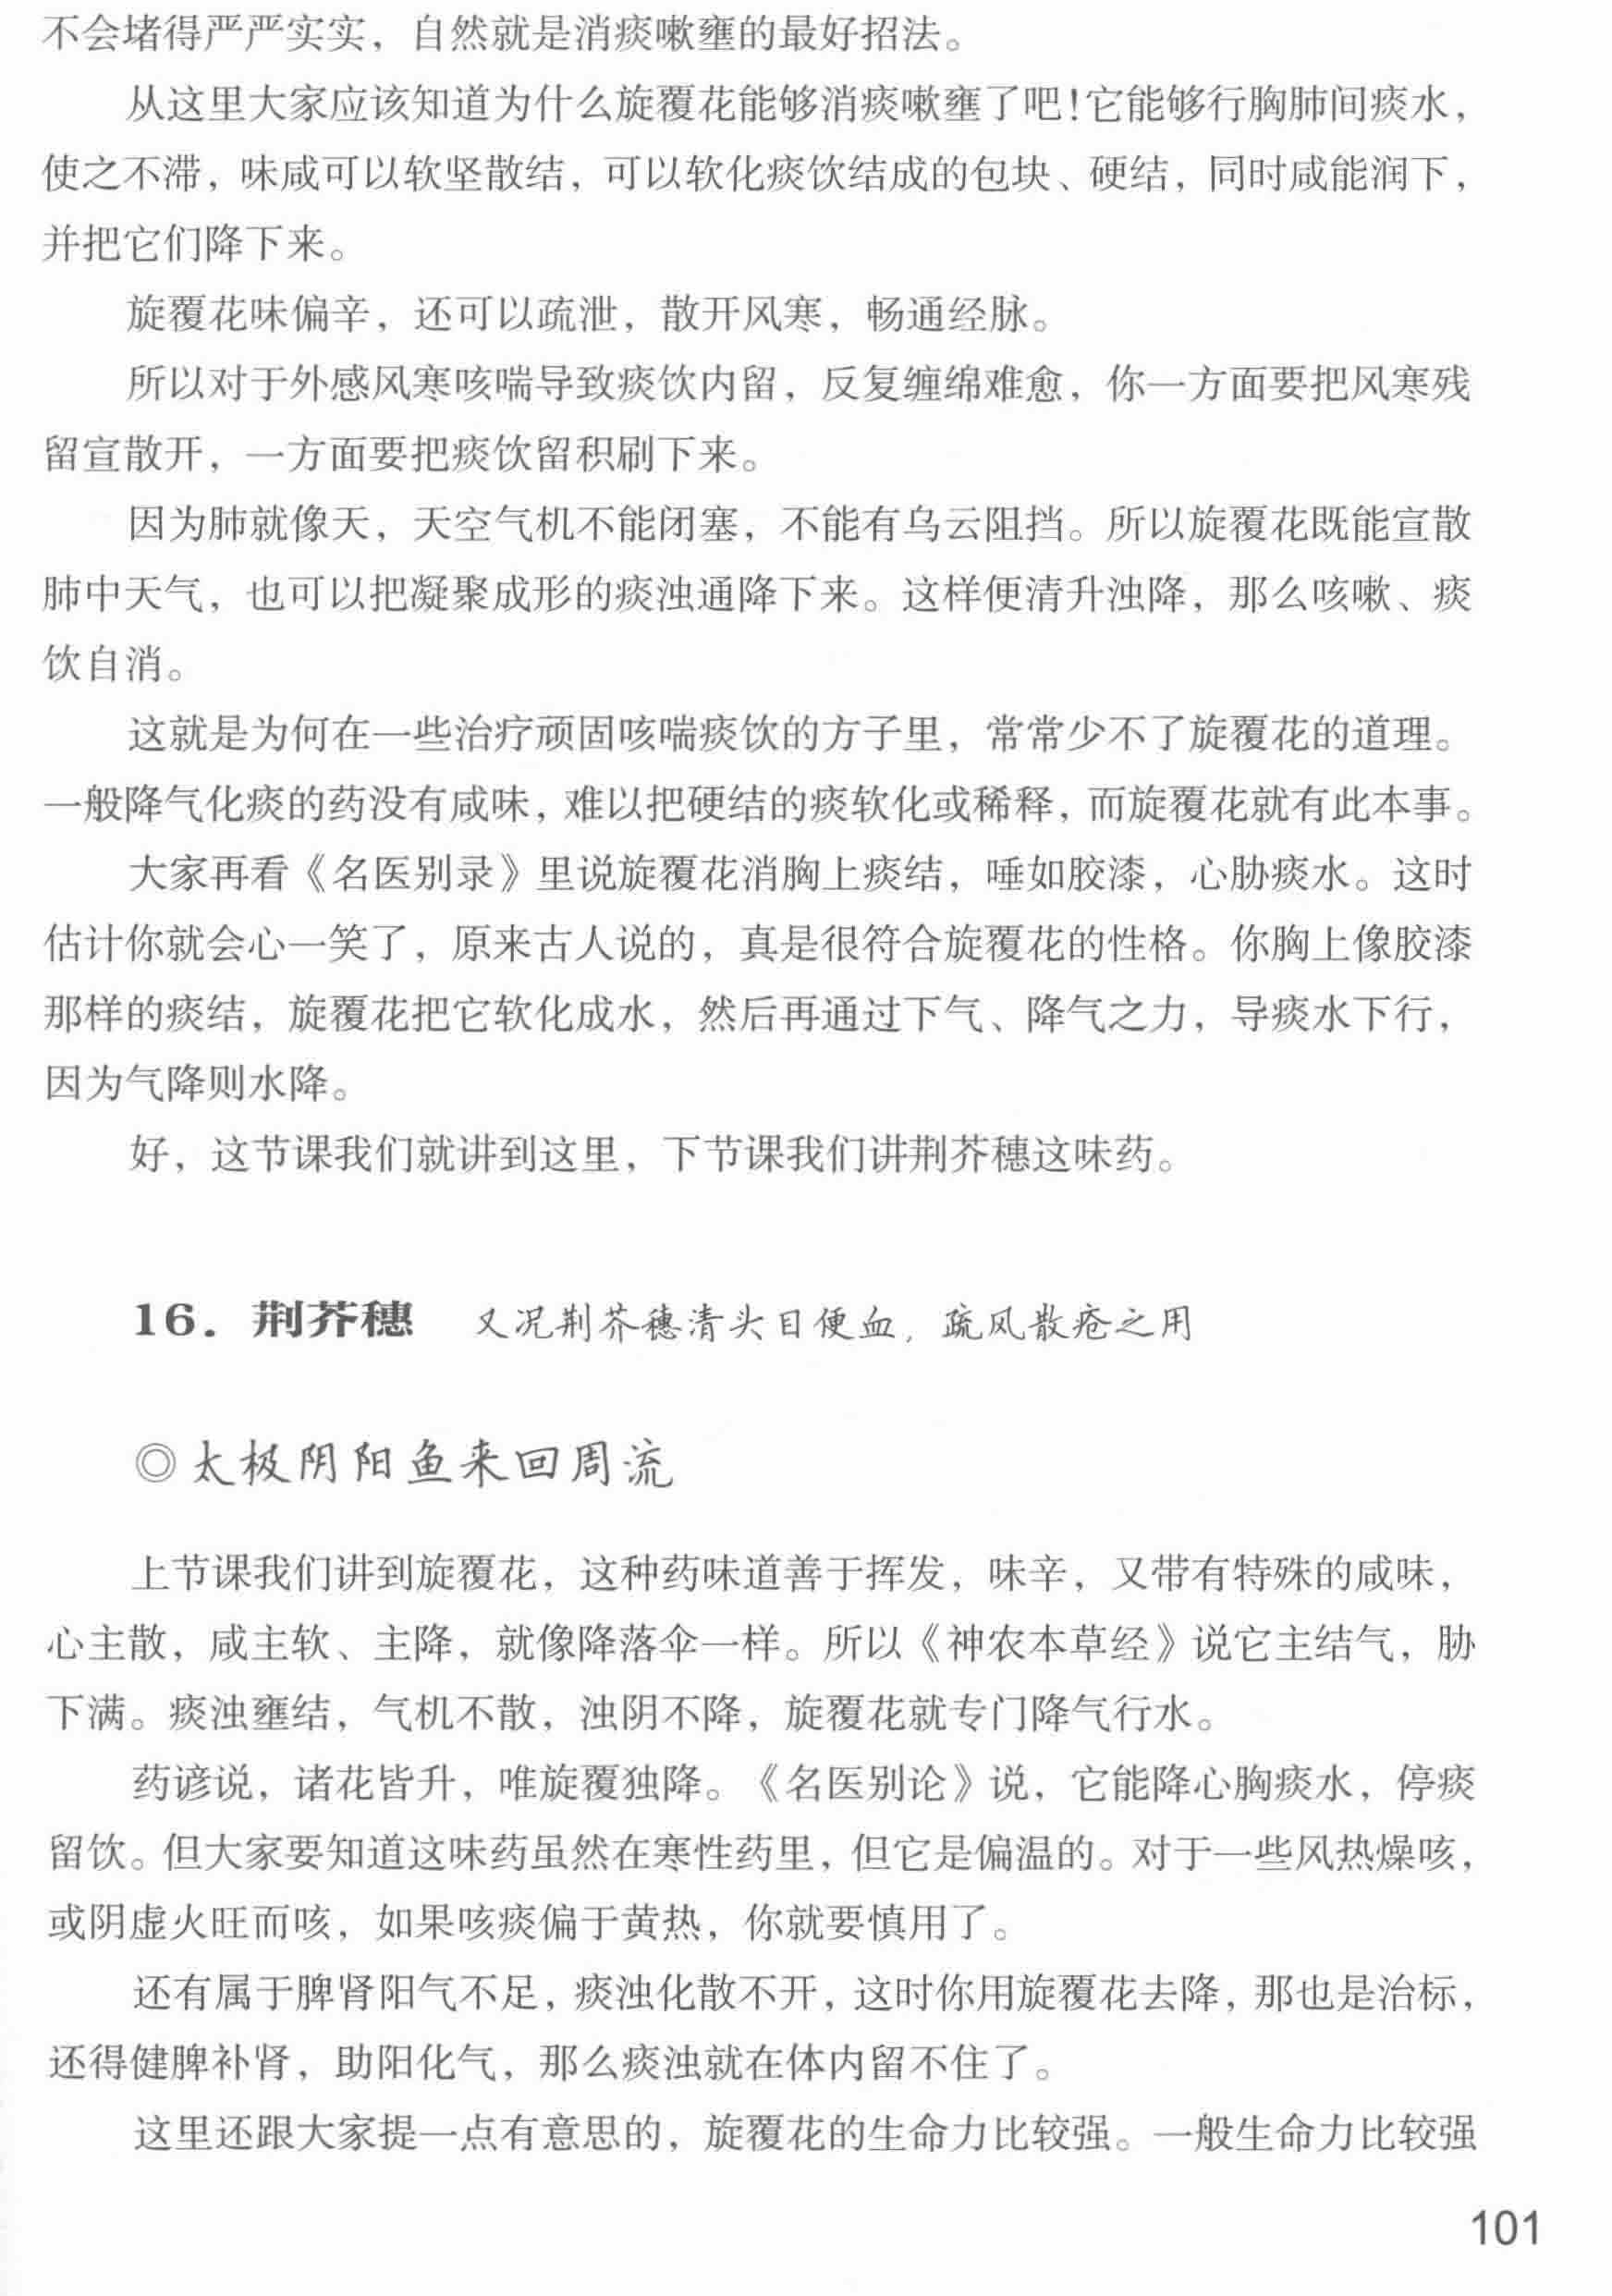 不会堵得严严实实，自然就是消痰嗽壅的最好招法。
从这里大家应该知道为什么旋覆花能够消痰嗽壅了吧！它能够行胸肺间痰水，
使之不滞，味咸可以软坚散结，可以软化痰饮结成的包块、硬结，同时咸能润下，
并把它们降下来。
旋覆花味偏辛，还可以疏泄，散开风寒，畅通经脉。
所以对于外感风寒咳喘导致痰饮内留，反复缠绵难愈，你一方面要把风寒残
留宣散开，一方面要把痰饮留积刷下来。
因为肺就像天，天空气机不能闭塞，不能有乌云阻挡。所以旋覆花既能宣散
肺中天气，也可以把凝聚成形的痰浊通降下来。这样便清升浊降，那么咳嗽、痰
饮自消。
这就是为何在一些治疗顽固咳喘痰饮的方子里，常常少不了旋覆花的道理。
一般降气化痰的药没有咸味，难以把硬结的痰软化或稀释，而旋覆花就有此本事。
大家再看《名医别录》里说旋覆花消胸上痰结，唾如胶漆，心胁痰水。这时
估计你就会心一笑了，原来古人说的，真是很符合旋覆花的性格。你胸上像胶漆
那样的痰结，旋覆花把它软化成水，然后再通过下气、降气之力，导痰水下行，
因为气降则水降。
好，这节课我们就讲到这里，下节课我们讲荆芥穗这味药。
16．荆芥穗 又况荆芥穗清头目便血，疏风散疮之用
◎太极阴阳鱼来回周流
上节课我们讲到旋覆花，这种药味道善于挥发，味辛，又带有特殊的咸味，
心主散，咸主软、主降，就像降落伞一样。所以《神农本草经》说它主结气，胁
下满。痰浊壅结，气机不散，浊阴不降，旋覆花就专门降气行水。
药谚说，诸花皆升，唯旋覆独降。《名医别论》说，它能降心胸痰水，停痰
留饮。但大家要知道这味药虽然在寒性药里，但它是偏温的。对于一些风热燥咳，
或阴虚火旺而咳，如果咳痰偏于黄热，你就要慎用了。
还有属于脾肾阳气不足，痰浊化散不开，这时你用旋覆花去降，那也是治标，
还得健脾补肾，助阳化气，那么痰浊就在体内留不住了。
这里还跟大家提一点有意思的，旋覆花的生命力比较强。一般生命力比较强
101